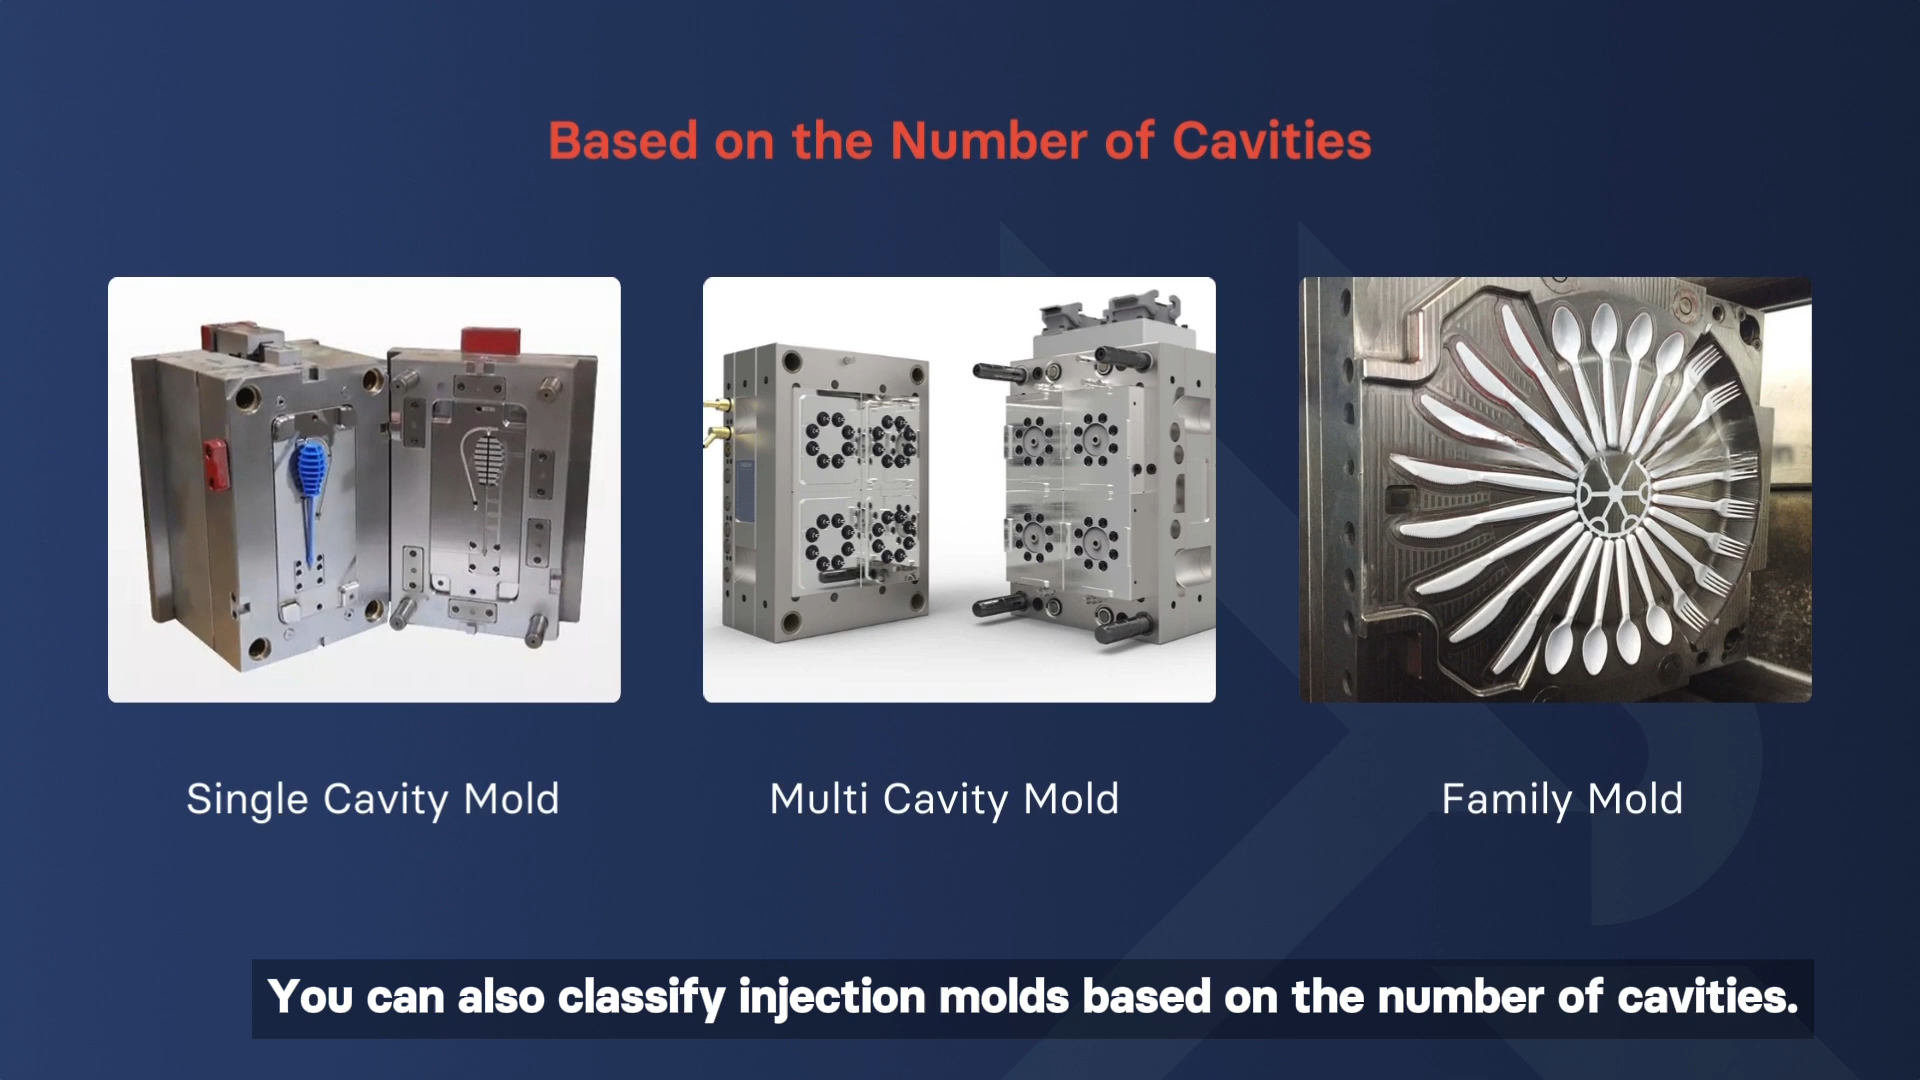 Based on the Number of Cavities
Single Cavity Mold
Multi Cavity Mold
Family Mold
You can also classify injection molds based on the number of cavities.